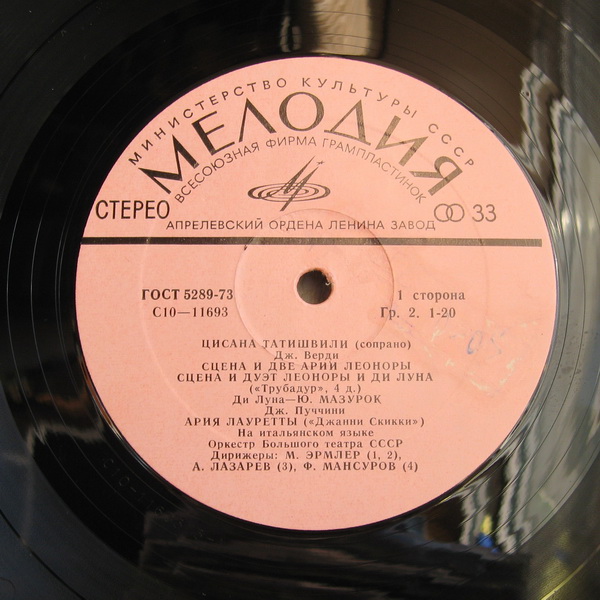 МИНИСТЕРСТВО КУЛЬТУРЫ СССР
МЕЛОДИЯ
ВСЕСОЮЗНАЯ ФИРМА ГРАМПЛАСТИНОК
СТЕРЕО
33
АПРЕЛЕВСКИЙ ОРДЕНА ЛЕНИНА ЗАВОД
ГОСТ 5289-73
1 сторона
С10—11693
Гр. 2. 1-20
ЦИСАНА ТАТИШВИЛИ (сопрано)
Дж. Верди
СЦЕНА И ДВЕ АРИИ ЛЕОНОРЫ
СЦЕНА И ДУЭТ ЛЕОНОРЫ И ДИ ЛУНА
(«Трубадур», 4 д.)
Ди Луна—Ю. МАЗУРОК
Дж. Пуччини
АРИЯ ЛАУРЕТТЫ («Джанни Скикки»)
На итальянском языке
Оркестр Большого театра СССР
Дирижеры: М. ЭРМЛЕР (1, 2),
А. ЛАЗАРЕВ (3), Ф. МАНСУРОВ (4)